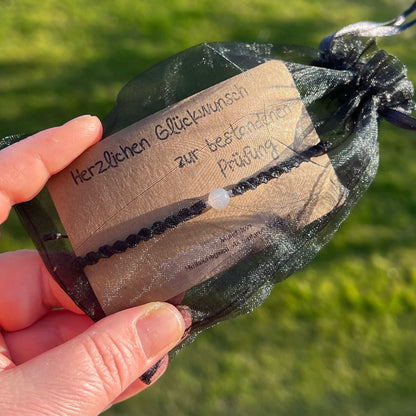 Herzlichen Glückwunsch
zur bestandenen
Prüfung